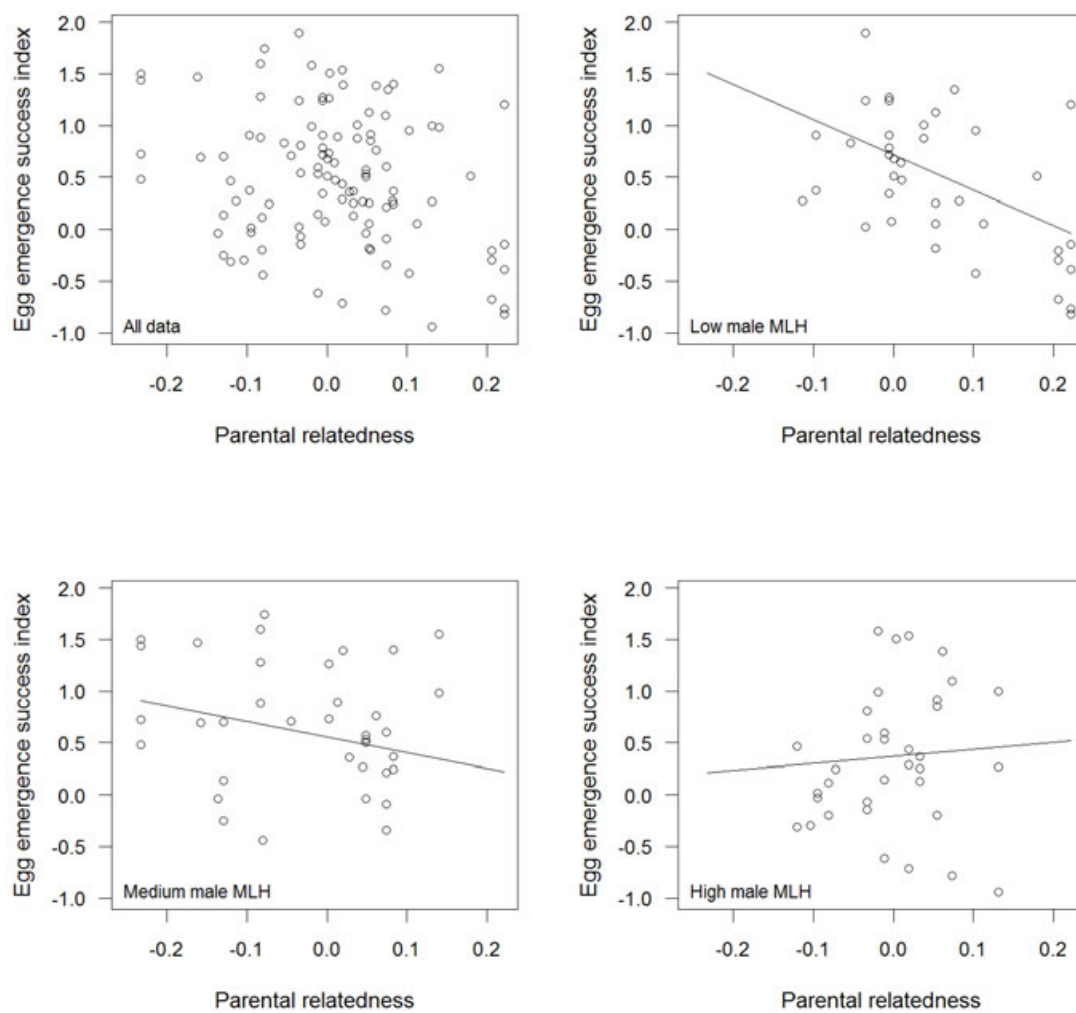 Egg emergence success index
2.0
1.5
1.0
0.5
0.0
-0.5
-1.0
All data
-0.2 -0.1 0.0 0.1 0.2
Parental relatedness
Egg emergence success index
2.0
1.5
1.0
0.5
0.0
-0.5
-1.0
Low male MLH
-0.2 -0.1 0.0 0.1 0.2
Parental relatedness
Egg emergence success index
2.0
1.5
1.0
0.5
0.0
-0.5
-1.0
Medium male MLH
-0.2 -0.1 0.0 0.1 0.2
Parental relatedness
Egg emergence success index
2.0
1.5
1.0
0.5
0.0
-0.5
-1.0
High male MLH
-0.2 -0.1 0.0 0.1 0.2
Parental relatedness